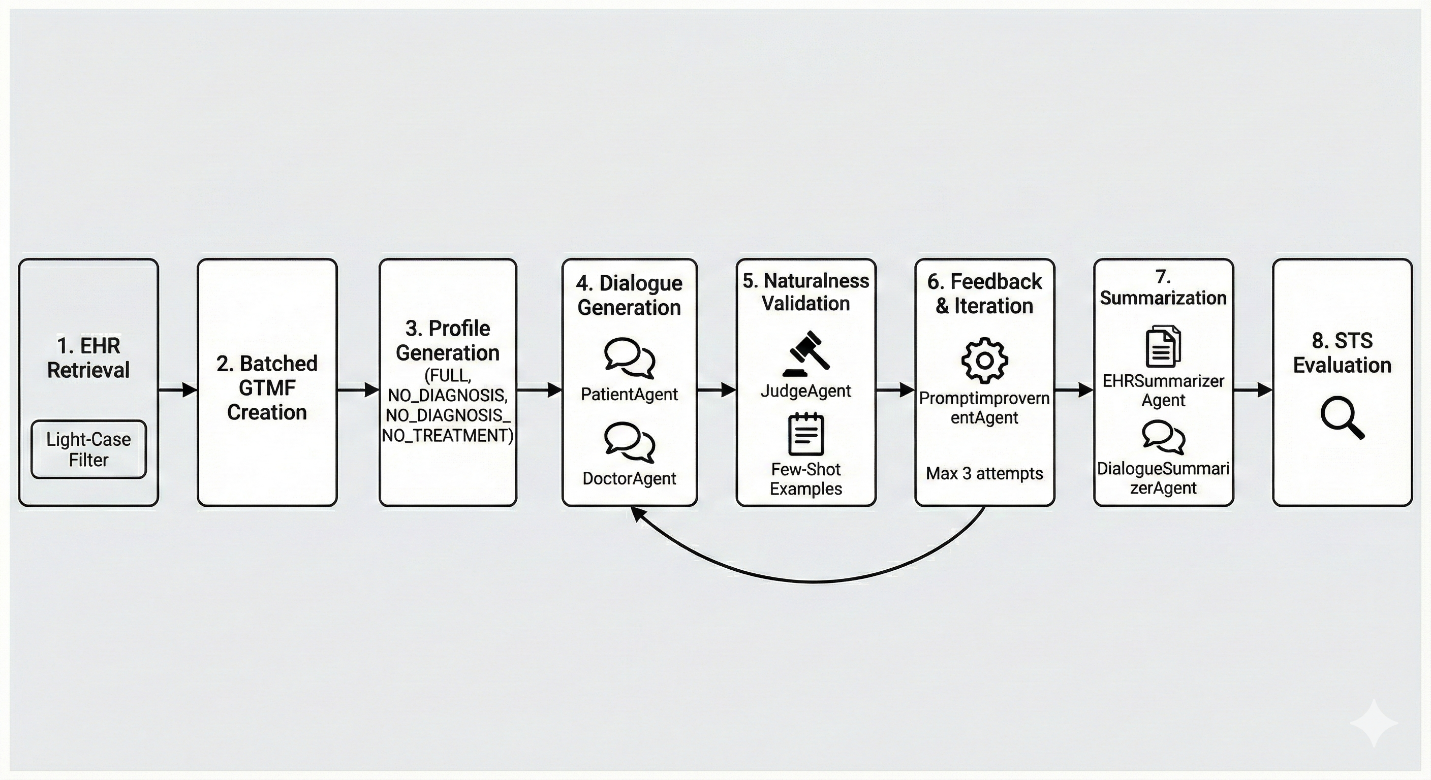 1. EHR
Retrieval
Light-Case
Filter
2. Batched
GTMF
Creation
3. Profile
Generation
(FULL,
NO_DIAGNOSIS,
NO_DIAGNOSIS_
NO_TREATMENT)
4. Dialogue
Generation
PatientAgent
DoctorAgent
5. Naturalness
Validation
JudgeAgent
Few-Shot
Examples
6. Feedback
& Iteration
Promptimprovern
entAgent
Max 3 attempts
7.
Summarization
EHRSummarizer
Agent
DialogueSummari
zerAgent
8. STS
Evaluation